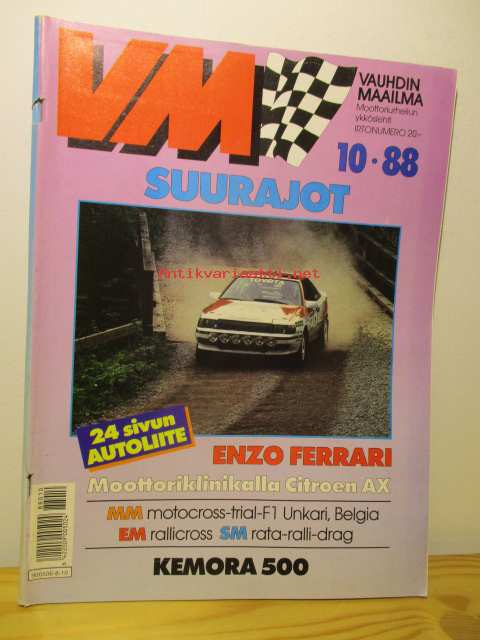 VM
VAUHDIN
MAAILMA
Moottoriurheilun
ykköslehti
IRTONUMERO 20:-
10·88
SUURAJOT
Antikvariaatti.net
TOYOTA
24 sivun
AUTOLIITE
ENZO FERRARI
Moottoriklinikalla Citroen AX
MM motocross-trial-F1 Unkari, Belgia
EM rallicross SM rata-ralli-drag
KEMORA 500